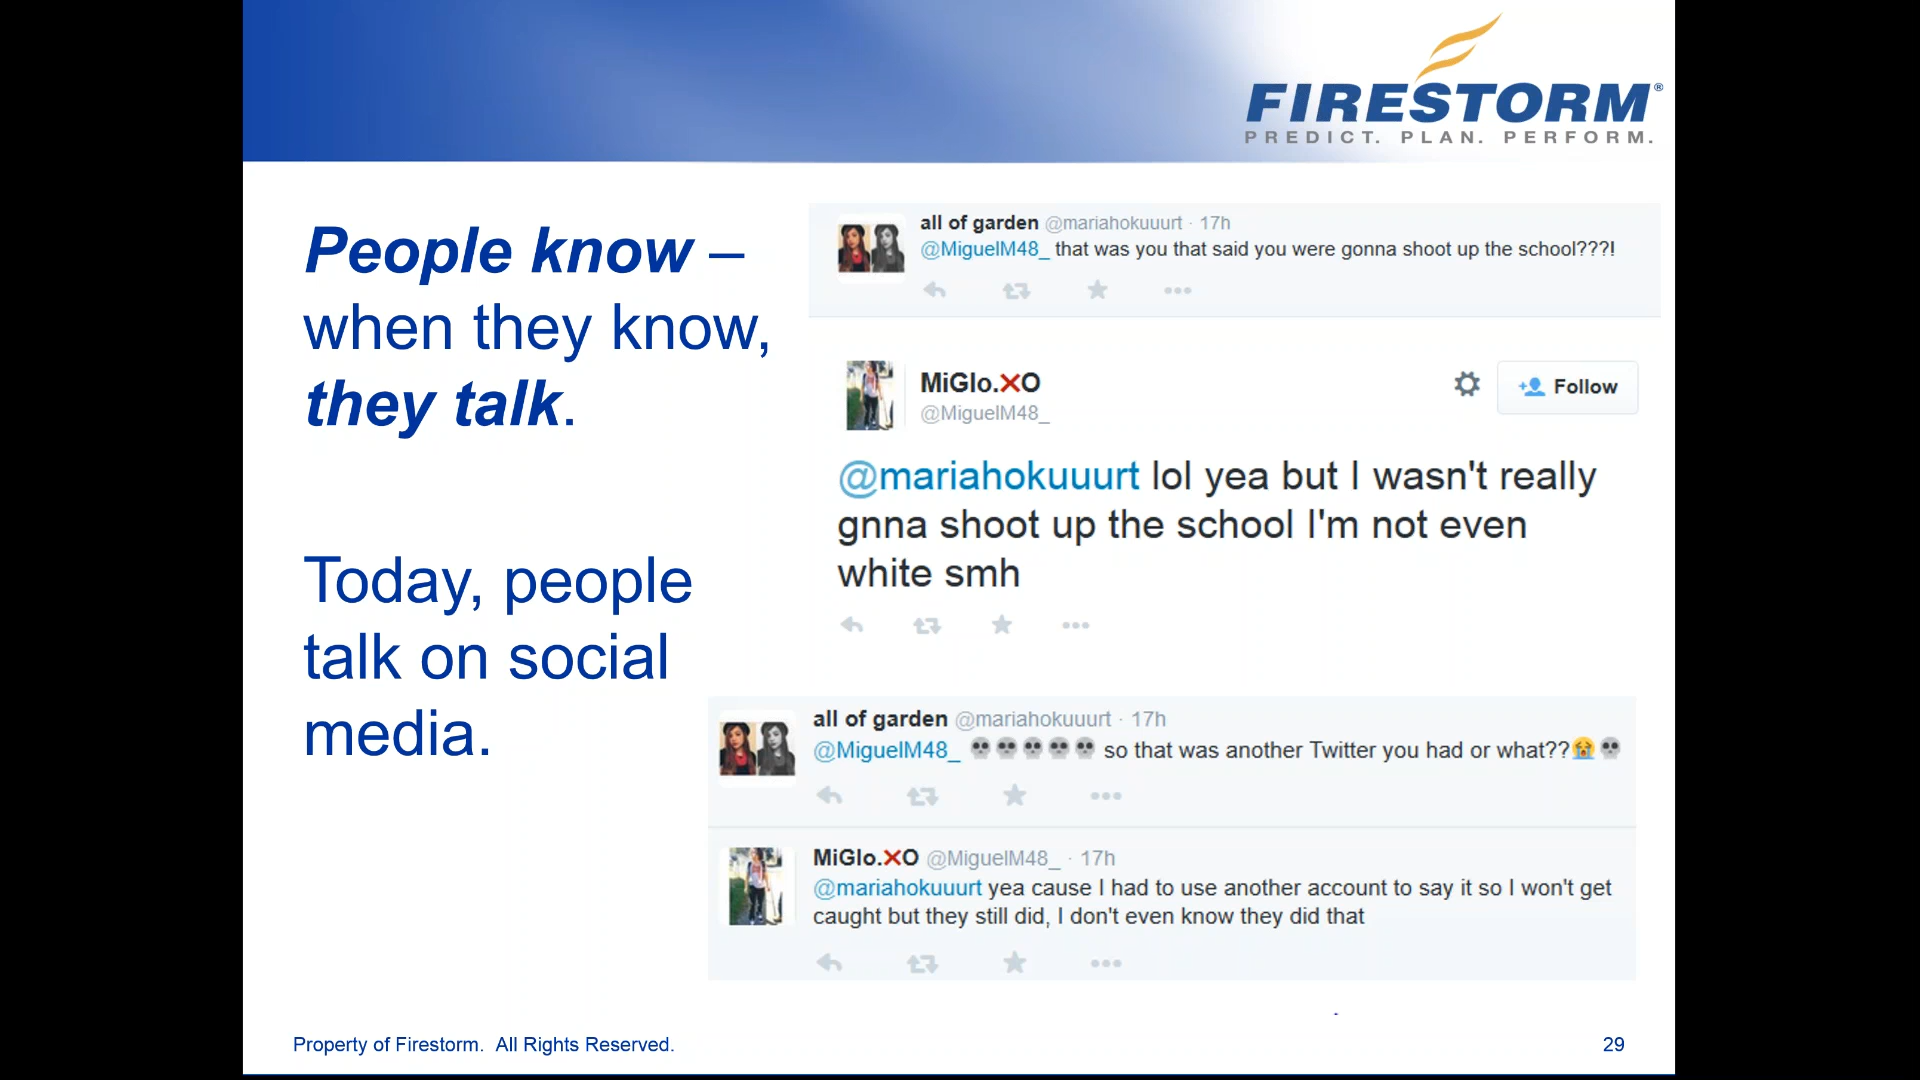 FIRESTORM®
PREDICT. PLAN. PERFORM.
People know –
when they know,
they talk.
Today, people
talk on social
media.
all of garden @mariahokuuurt · 17h
@MiguelM48_ that was you that said you were gonna shoot up the school???!
MiGlo.❌O
@MiguelM48_
Follow
@mariahokuuurt lol yea but I wasn't really
gnna shoot up the school I'm not even
white smh
all of garden @mariahokuuurt · 17h
@MiguelM48_ 💀💀💀💀💀 so that was another Twitter you had or what??😭💀
MiGlo.❌O @MiguelM48_ · 17h
@mariahokuuurt yea cause I had to use another account to say it so I won't get
caught but they still did, I don't even know they did that
Property of Firestorm. All Rights Reserved.
29